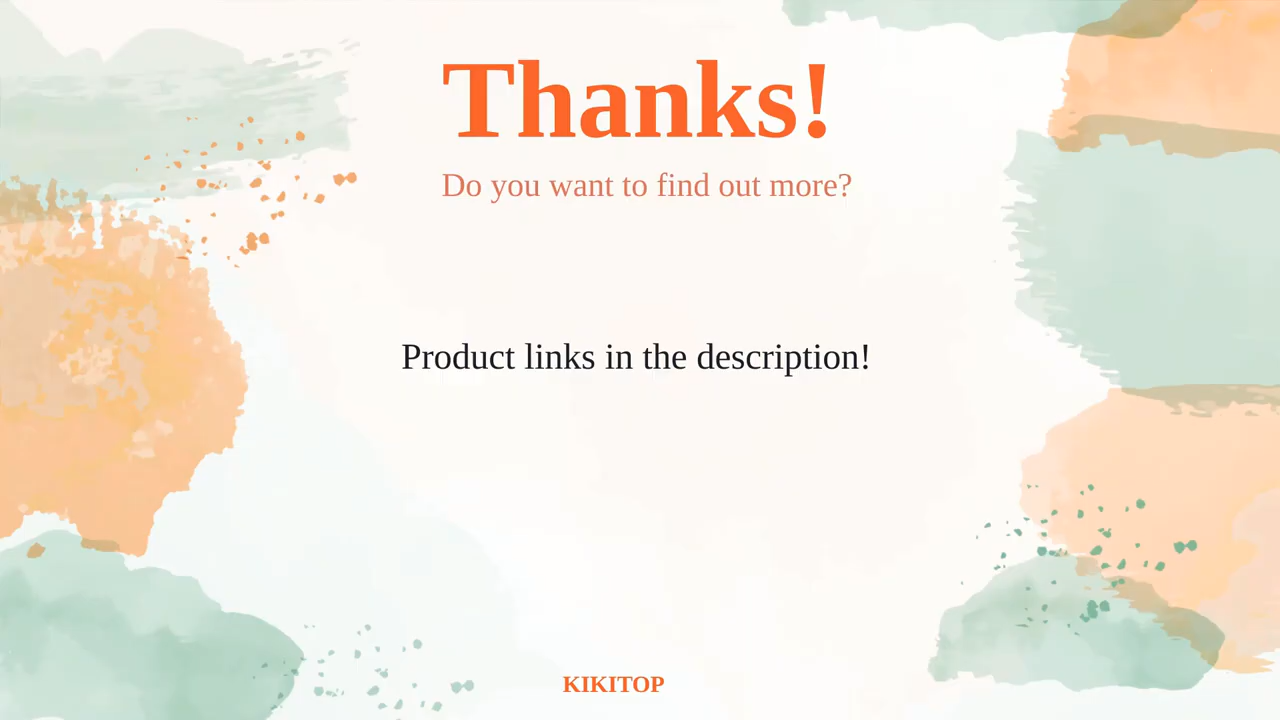 Thanks!
Do you want to find out more?
Product links in the description!
KIKITOP